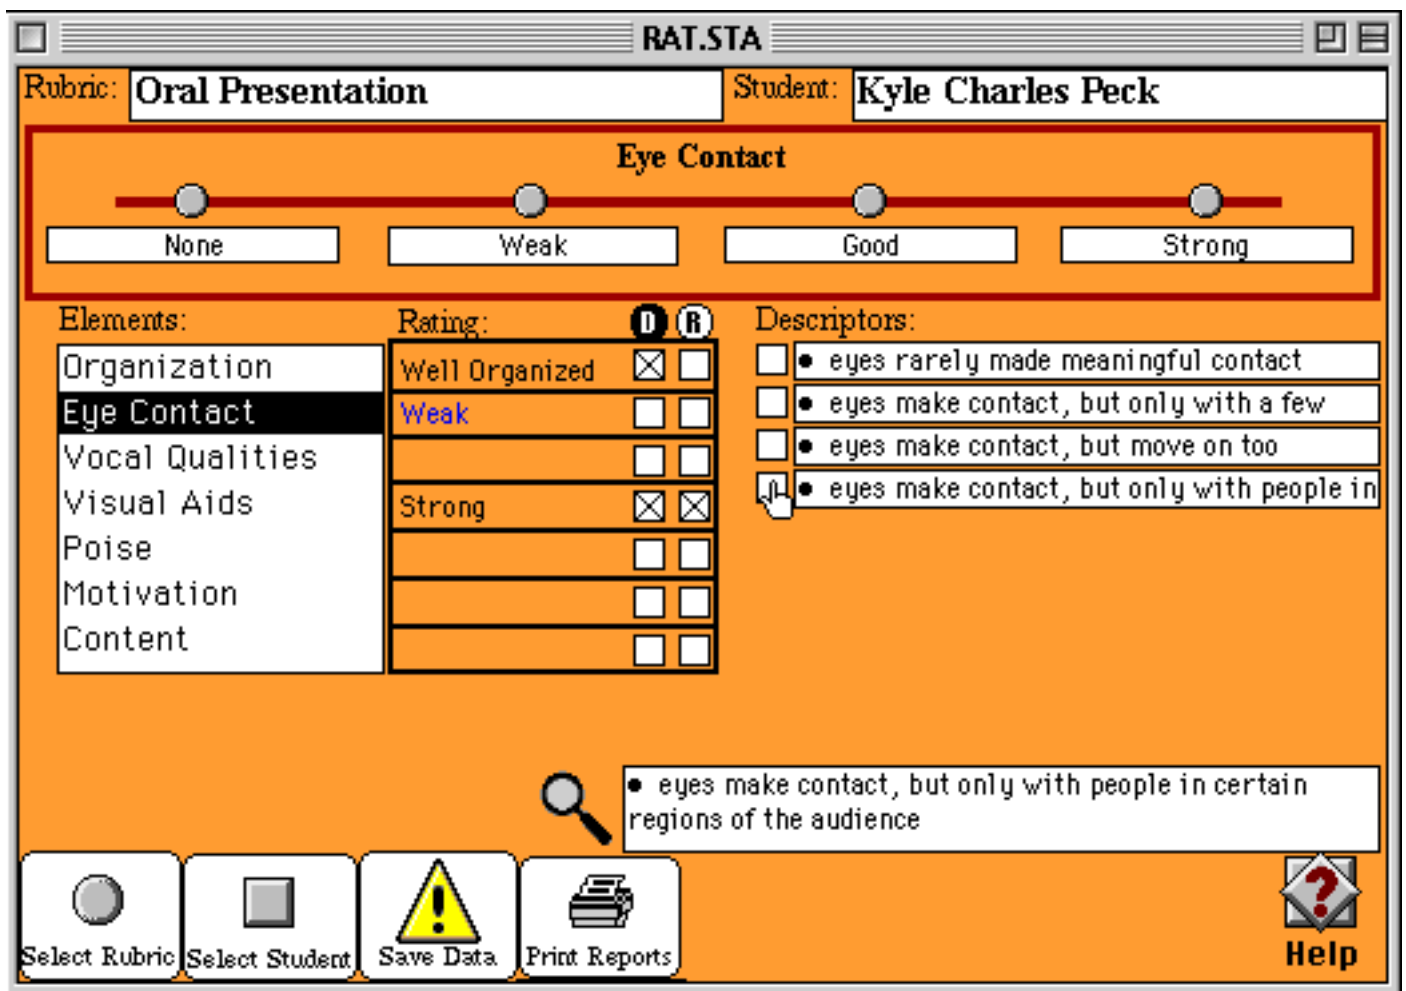 RAT.STA
Rubric: Oral Presentation Student: Kyle Charles Peck
Eye Contact
None Weak Good Strong
Elements: Rating: D R Descriptors:
Organization Well Organized • eyes rarely made meaningful contact
Eye Contact Weak • eyes make contact, but only with a few
Vocal Qualities • eyes make contact, but move on too
Visual Aids Strong • eyes make contact, but only with people in
Poise
Motivation
Content
• eyes make contact, but only with people in certain
regions of the audience
Select Rubric Select Student Save Data Print Reports Help